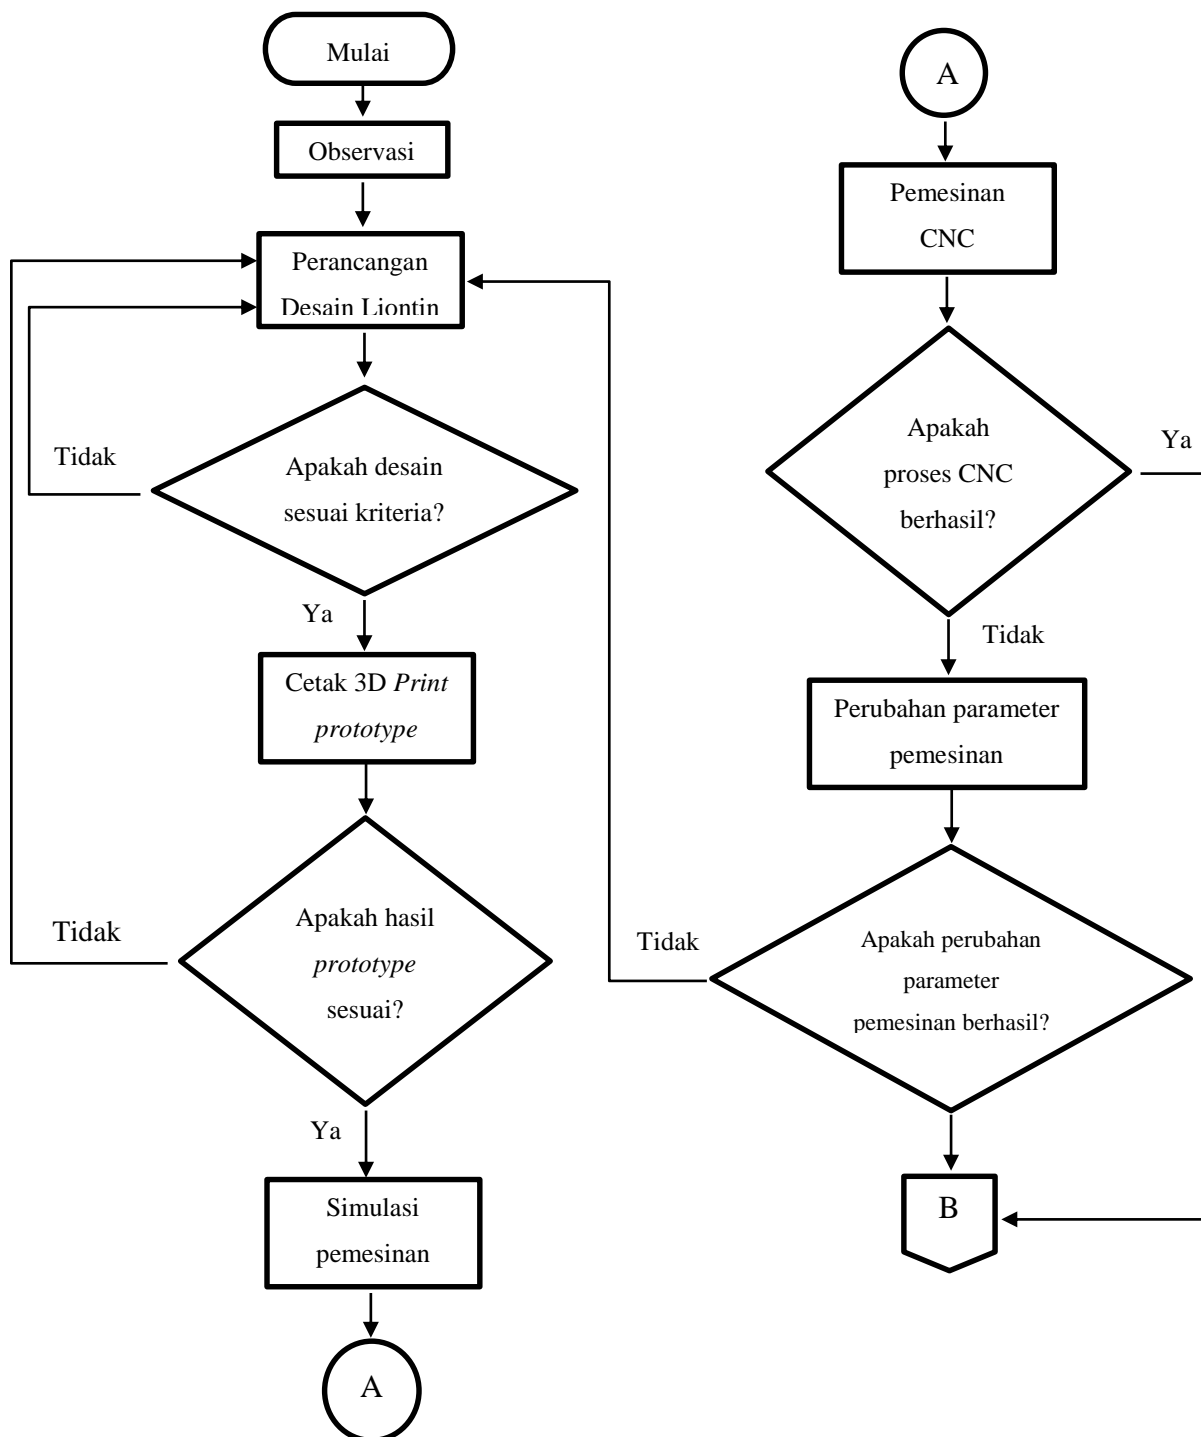 Mulai
Observasi
Perancangan
Desain Liontin
Tidak
Apakah desain
sesuai kriteria?
Ya
Cetak 3D Print
prototype
Tidak
Apakah hasil
prototype
sesuai?
Ya
Simulasi
pemesinan
A
A
Pemesinan
CNC
Apakah
proses CNC
berhasil?
Ya
Tidak
Perubahan parameter
pemesinan
Tidak
Apakah perubahan
parameter
pemesinan berhasil?
B